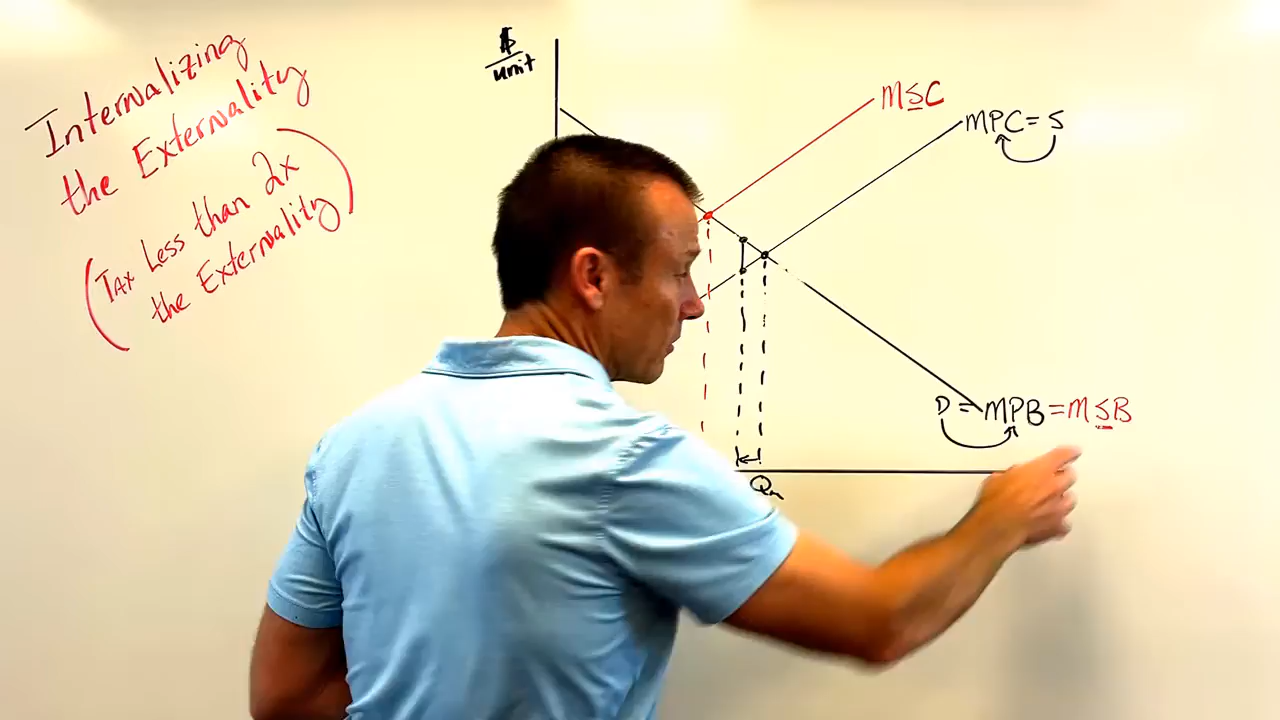 Internalizing
the Externality
(Tax Less than 2x
the Externality)
$
unit
MSC
MPC = S
D = MPB = MSB
Qm